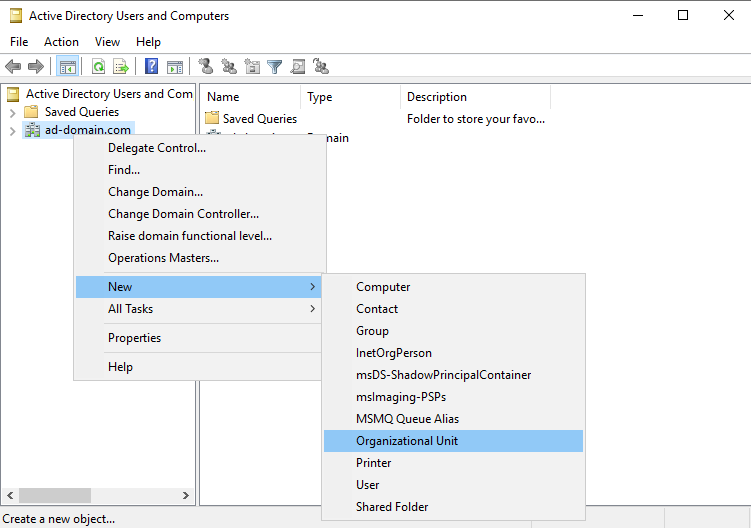 Active Directory Users and Computers
File Action View Help
Active Directory Users and Com
Saved Queries
ad-domain.com
Name Type Description
Saved Queries Folder to store your favo...
Domain
Delegate Control...
Find...
Change Domain...
Change Domain Controller...
Raise domain functional level...
Operations Masters...
New
All Tasks
Properties
Help
Computer
Contact
Group
InetOrgPerson
msDS-ShadowPrincipalContainer
msImaging-PSPs
MSMQ Queue Alias
Organizational Unit
Printer
User
Shared Folder
Create a new object...